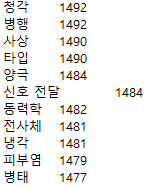 청각 1492
병행 1492
사상 1490
타입 1490
양극 1484
신호 전달 1484
동력학 1482
전사체 1481
냉각 1481
피부염 1479
병태 1477